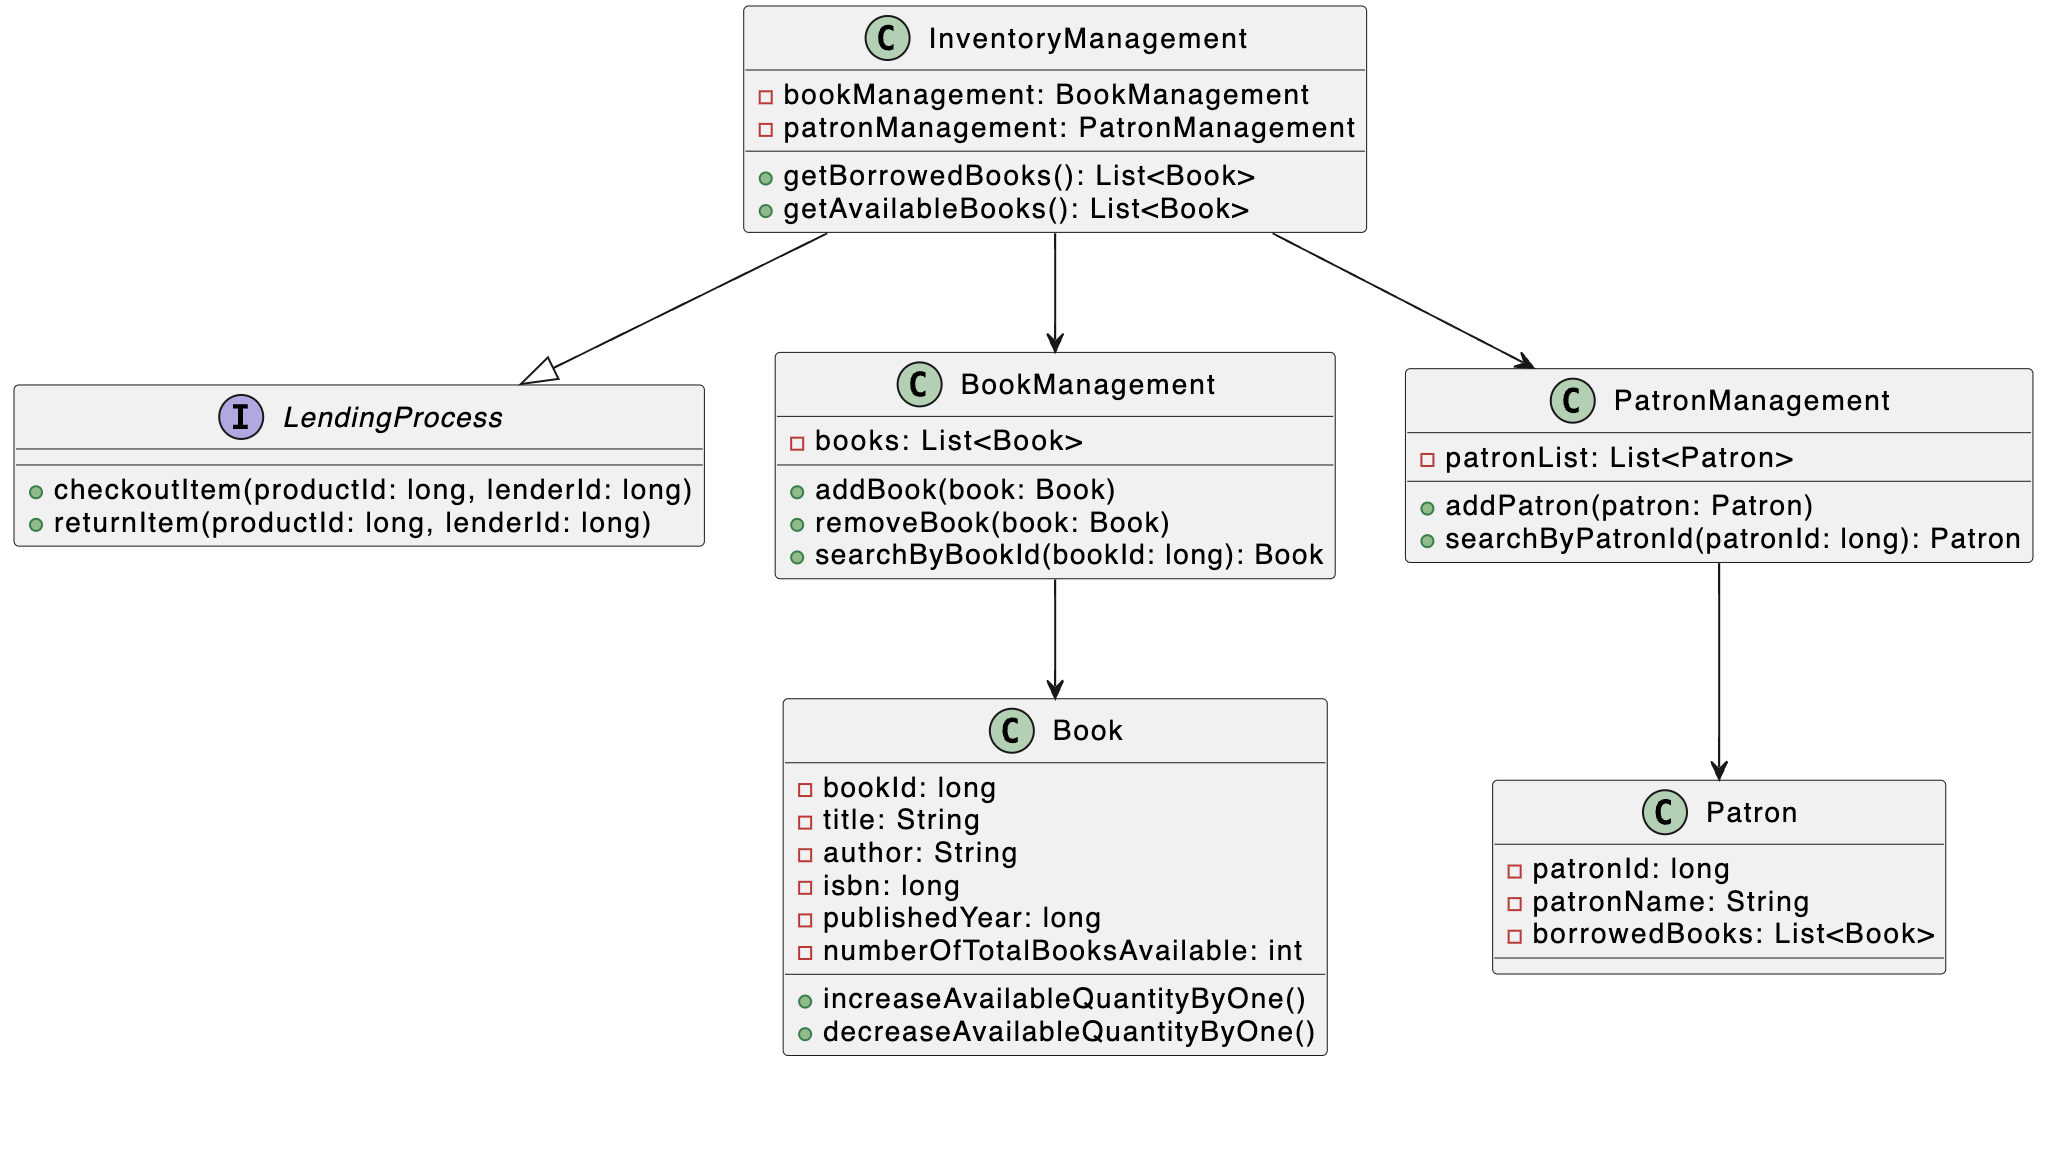 C InventoryManagement
bookManagement: BookManagement
patronManagement: PatronManagement
getBorrowedBooks(): List<Book>
getAvailableBooks(): List<Book>
I LendingProcess
checkoutItem(productId: long, lenderId: long)
returnItem(productId: long, lenderId: long)
C BookManagement
books: List<Book>
addBook(book: Book)
removeBook(book: Book)
searchByBookId(bookId: long): Book
C PatronManagement
patronList: List<Patron>
addPatron(patron: Patron)
searchByPatronId(patronId: long): Patron
C Book
bookId: long
title: String
author: String
isbn: long
publishedYear: long
numberOfTotalBooksAvailable: int
increaseAvailableQuantityByOne()
decreaseAvailableQuantityByOne()
C Patron
patronId: long
patronName: String
borrowedBooks: List<Book>